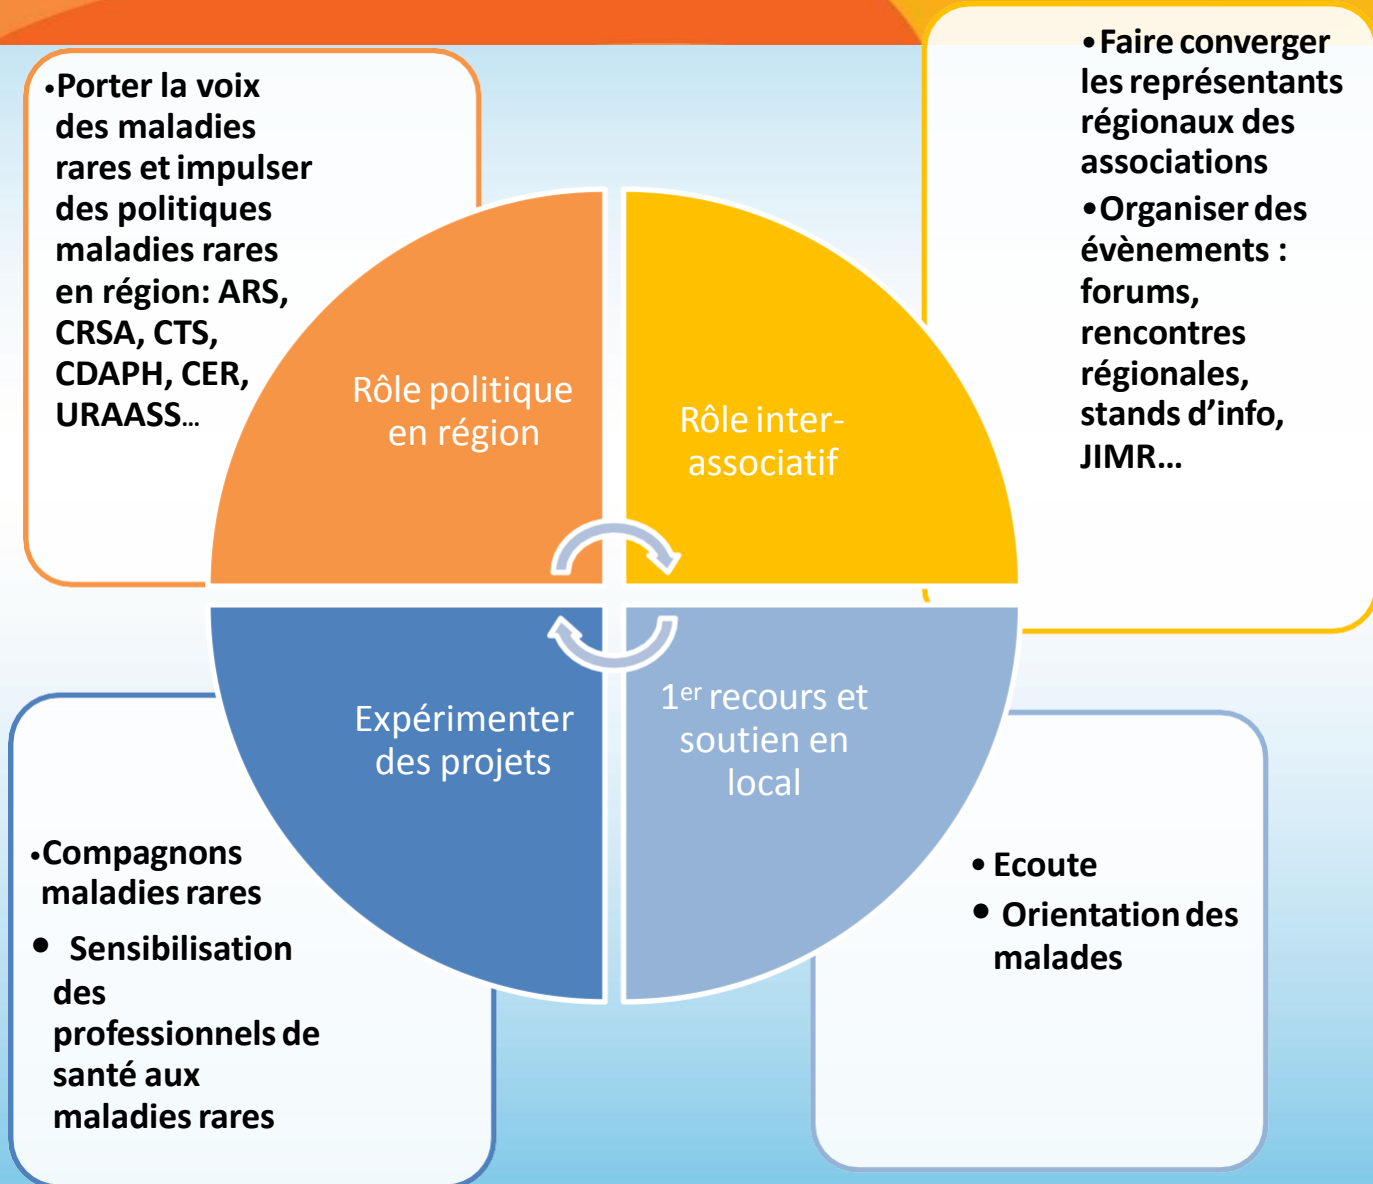 •Porter la voix
des maladies
rares et impulser
des politiques
maladies rares
en région: ARS,
CRSA, CTS,
CDAPH, CER,
URAASS…
•Faire converger
les représentants
régionaux des
associations
•Organiser des
évènements :
forums,
rencontres
régionales,
stands d’info,
JIMR…
Rôle politique
en région
Rôle inter-
associatif
Expérimenter
des projets
1er recours et
soutien en
local
•Compagnons
maladies rares
• Sensibilisation
des
professionnels de
santé aux
maladies rares
• Ecoute
• Orientation des
malades